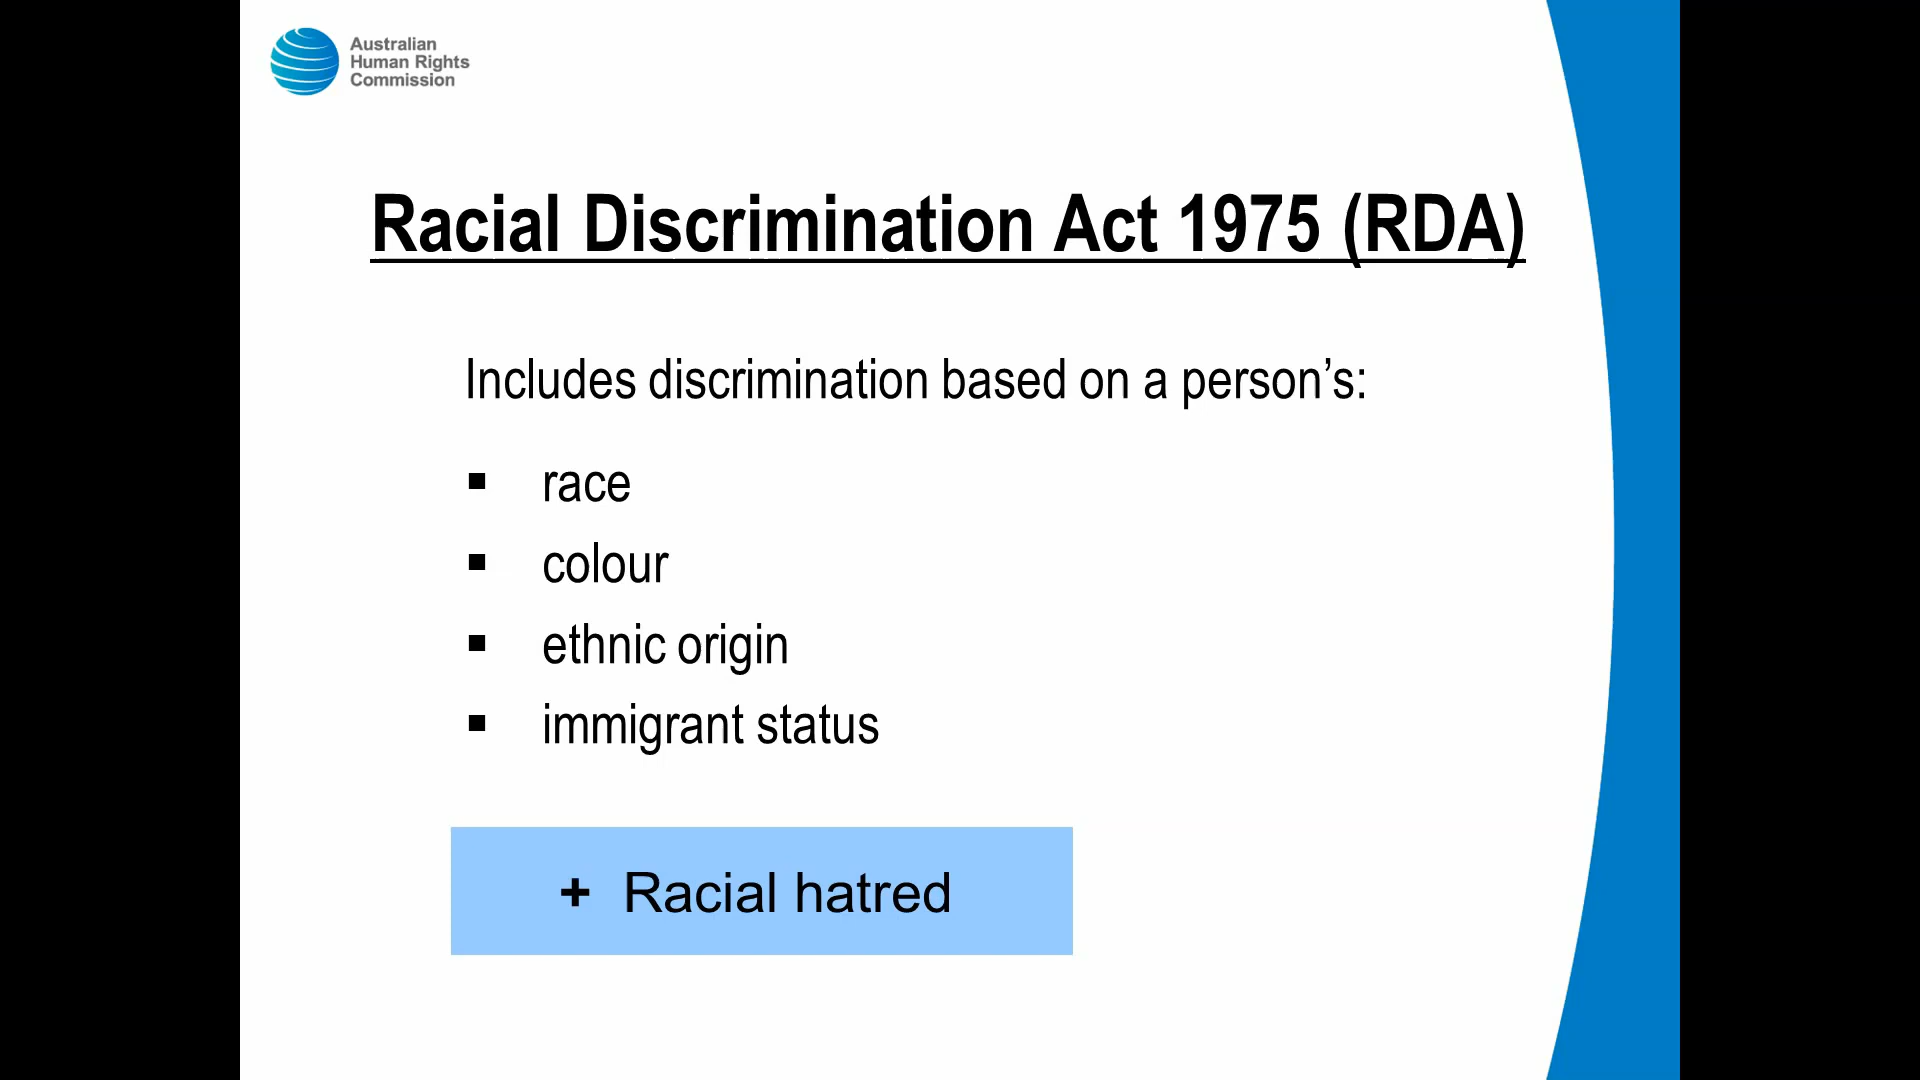 Australian
Human Rights
Commission
Racial Discrimination Act 1975 (RDA)
Includes discrimination based on a person’s:
▪ race
▪ colour
▪ ethnic origin
▪ immigrant status
+ Racial hatred